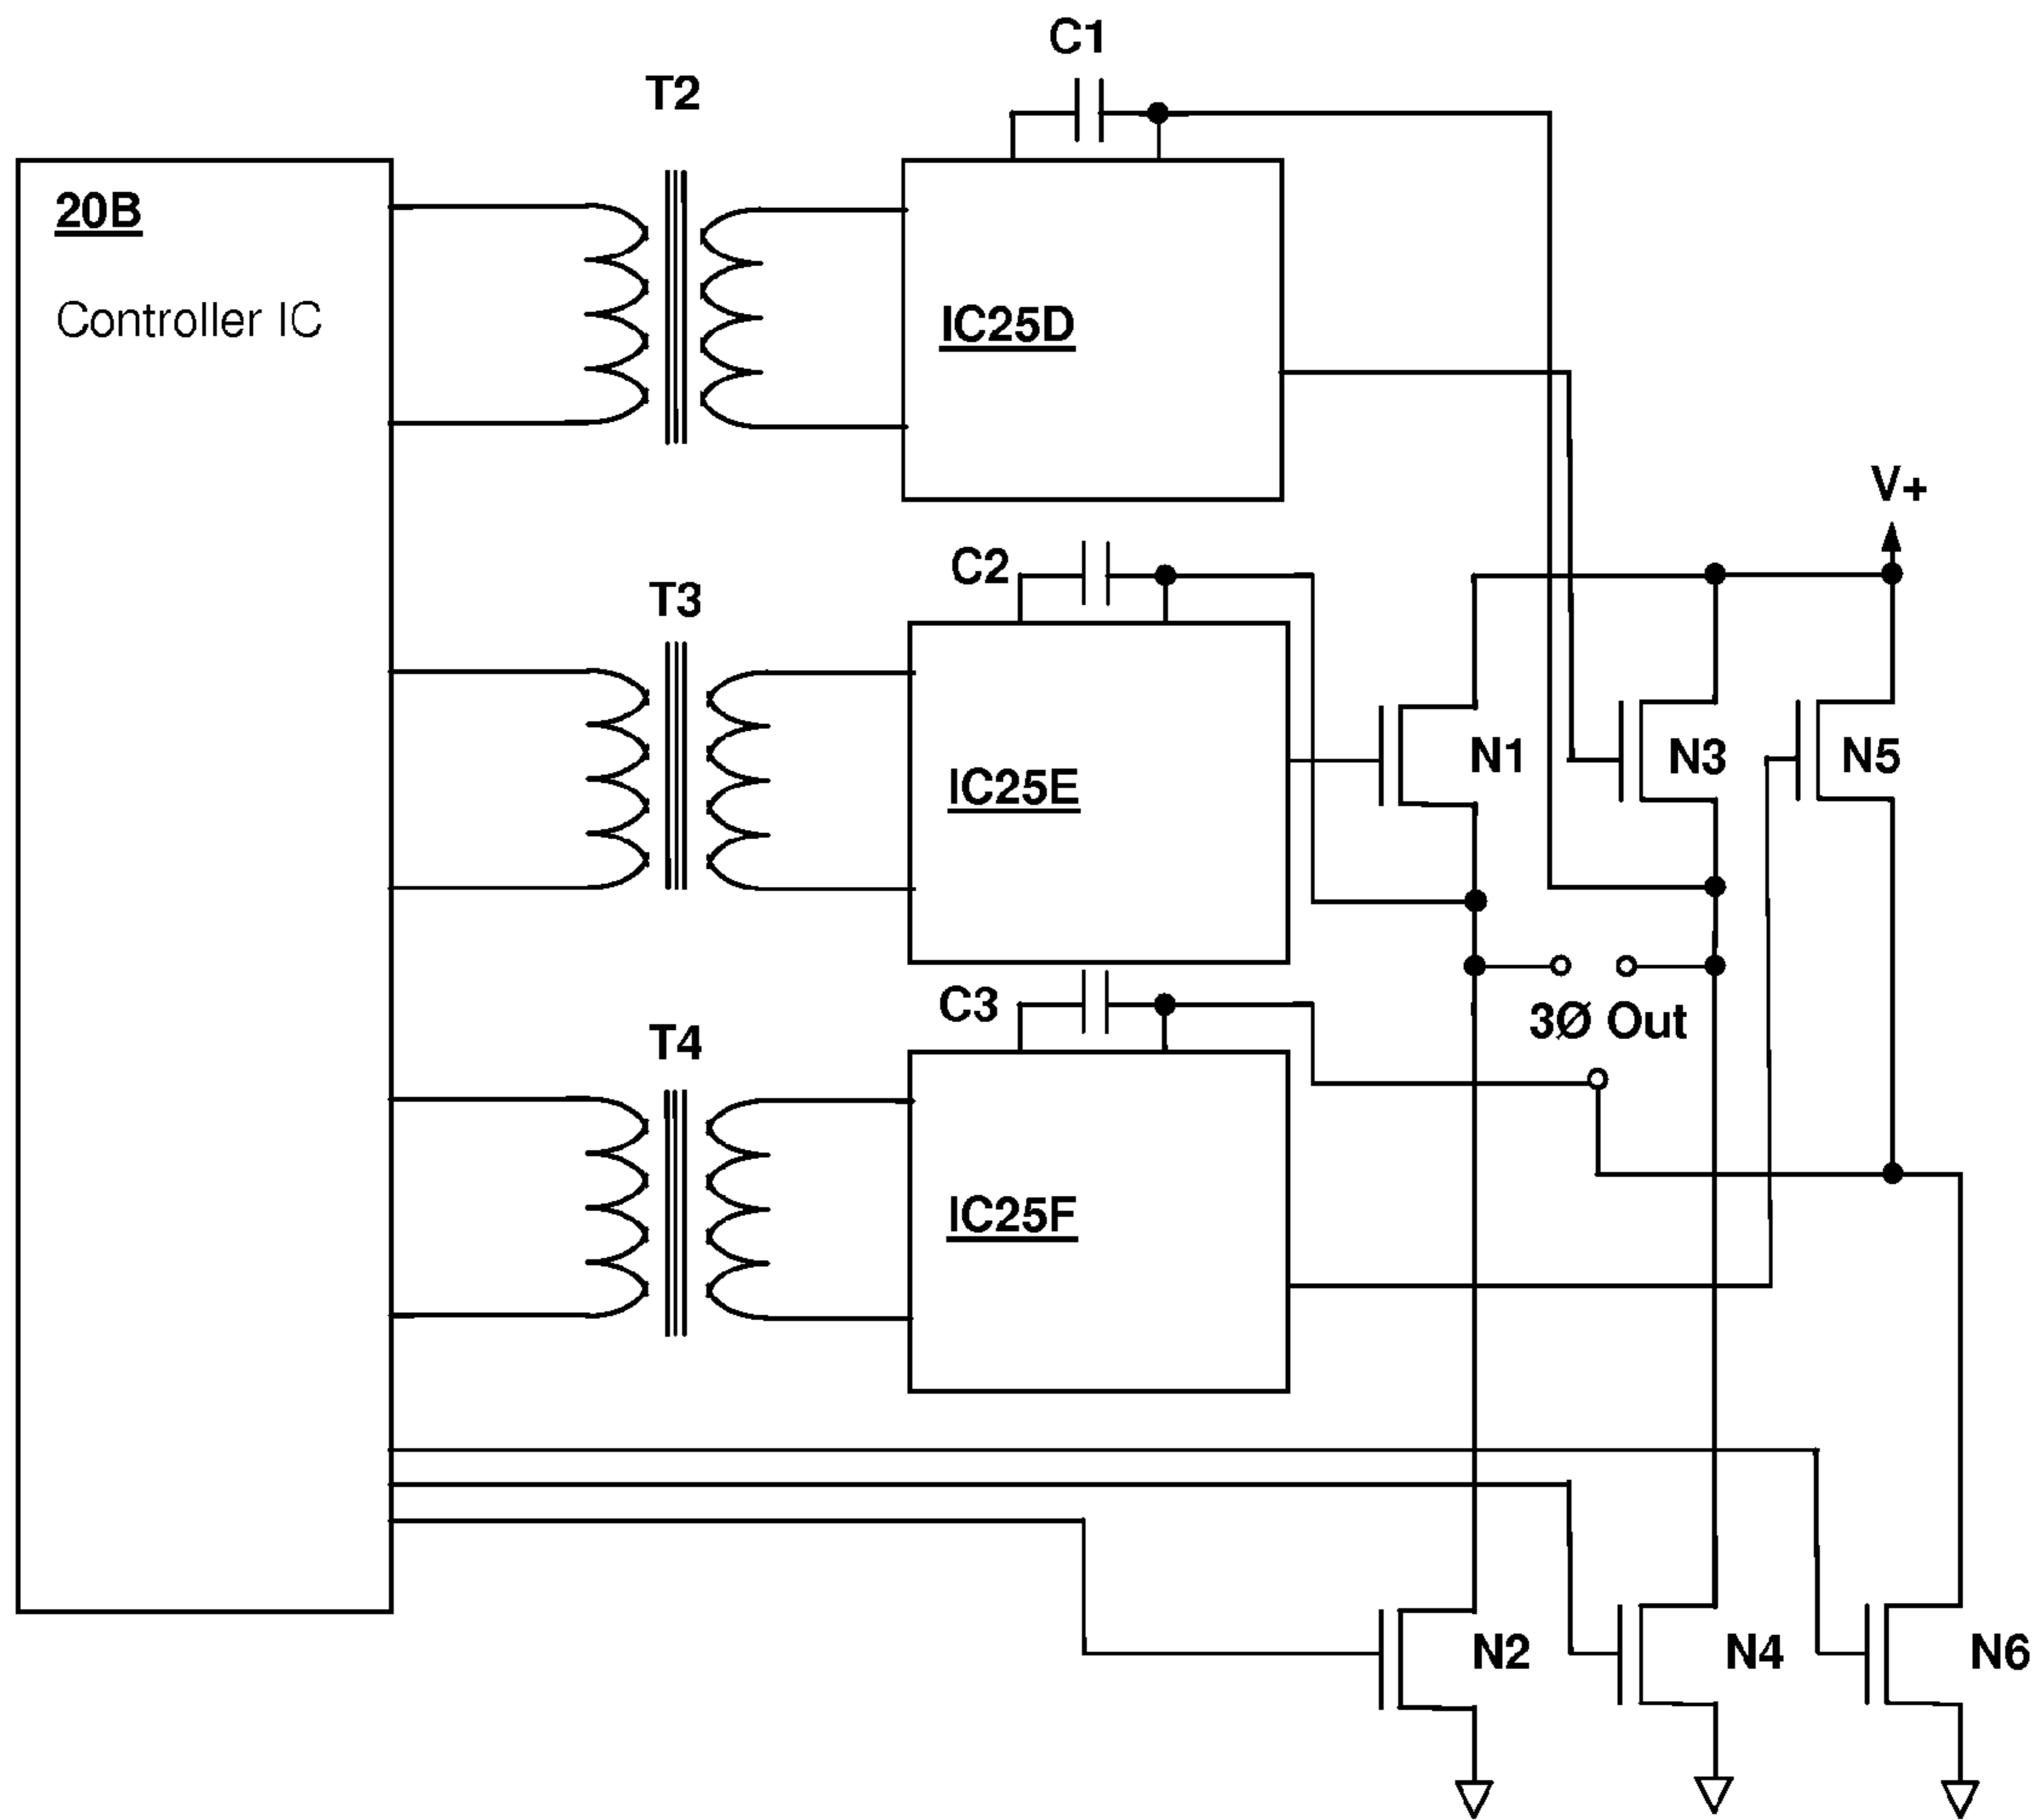 C1
T2
20B
Controller IC
IC25D
V+
C2
T3
N1
N3
N5
IC25E
C3
3Ø Out
T4
IC25F
N2
N4
N6